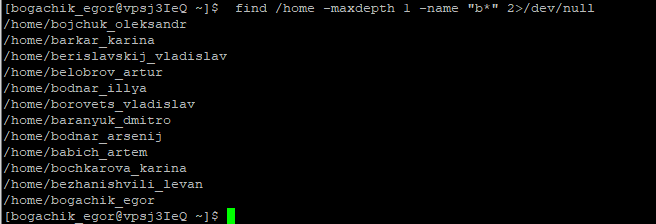 [bogachik_egor@vpsj3IeQ ~]$  find /home -maxdepth 1 -name "b*" 2>/dev/null
/home/bojchuk_oleksandr
/home/barkar_karina
/home/berislavskij_vladislav
/home/belobrov_artur
/home/bodnar_illya
/home/borovets_vladislav
/home/baranyuk_dmitro
/home/bodnar_arsenij
/home/babich_artem
/home/bochkarova_karina
/home/bezhanishvili_levan
/home/bogachik_egor
[bogachik_egor@vpsj3IeQ ~]$